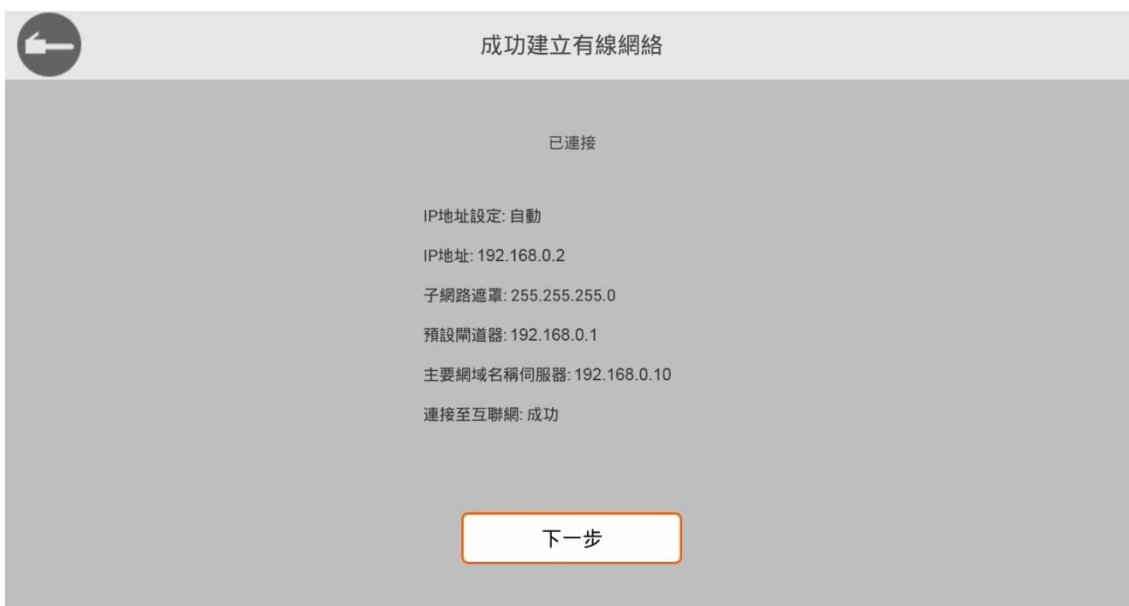 成功建立有線網絡
已連接
IP地址設定: 自動
IP地址: 192.168.0.2
子網路遮罩: 255.255.255.0
預設閘道器: 192.168.0.1
主要網域名稱伺服器: 192.168.0.10
連接至互聯網: 成功
下一步